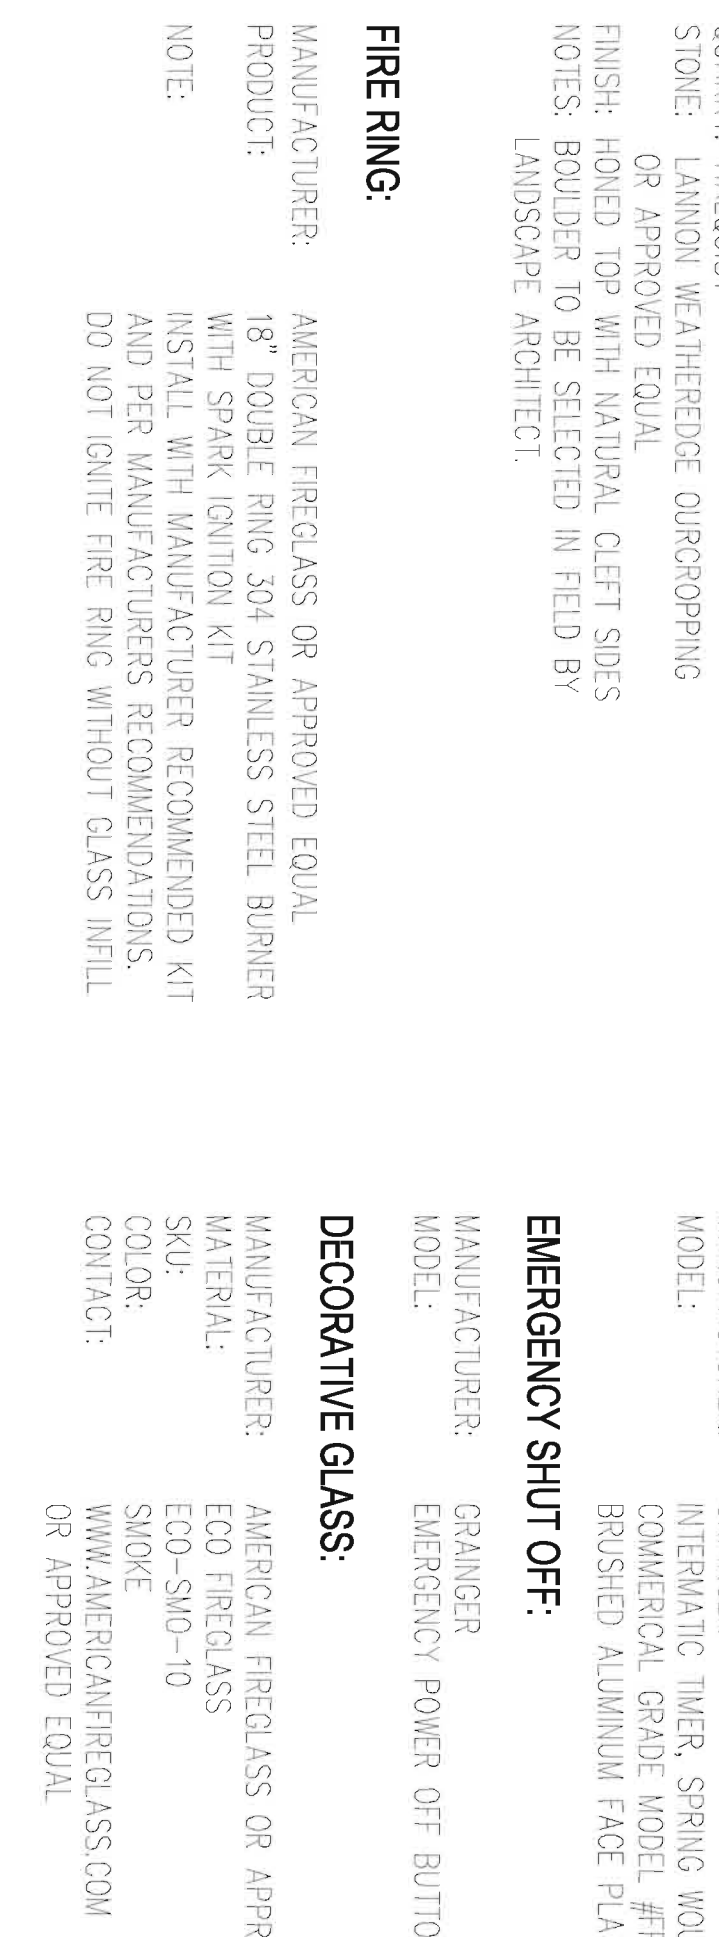 STONE: LANNON WEATHEREDGE OURCROPPING
OR APPROVED EQUAL
FINISH: HONED TOP WITH NATURAL CLEFT SIDES
NOTES: BOULDER TO BE SELECTED IN FIELD BY
LANDSCAPE ARCHITECT.
FIRE RING:
MANUFACTURER: AMERICAN FIREGLASS OR APPROVED EQUAL
PRODUCT: 18" DOUBLE RING 304 STAINLESS STEEL BURNER
WITH SPARK IGNITION KIT
NOTE: INSTALL WITH MANUFACTURER RECOMMENDED KIT
AND PER MANUFACTURERS RECOMMENDATIONS.
DO NOT IGNITE FIRE RING WITHOUT GLASS INFILL
MODEL: INTERMATIC TIMER, SPRING WOU
COMMERICAL GRADE MODEL #FF
BRUSHED ALUMINUM FACE PLA
EMERGENCY SHUT OFF:
MANUFACTURER: GRAINGER
MODEL: EMERGENCY POWER OFF BUTTO
DECORATIVE GLASS:
MANUFACTURER: AMERICAN FIREGLASS OR APPR
MATERIAL: ECO FIREGLASS
SKU: ECO-SMO-10
COLOR: SMOKE
CONTACT: WWW.AMERICANFIREGLASS.COM
OR APPROVED EQUAL